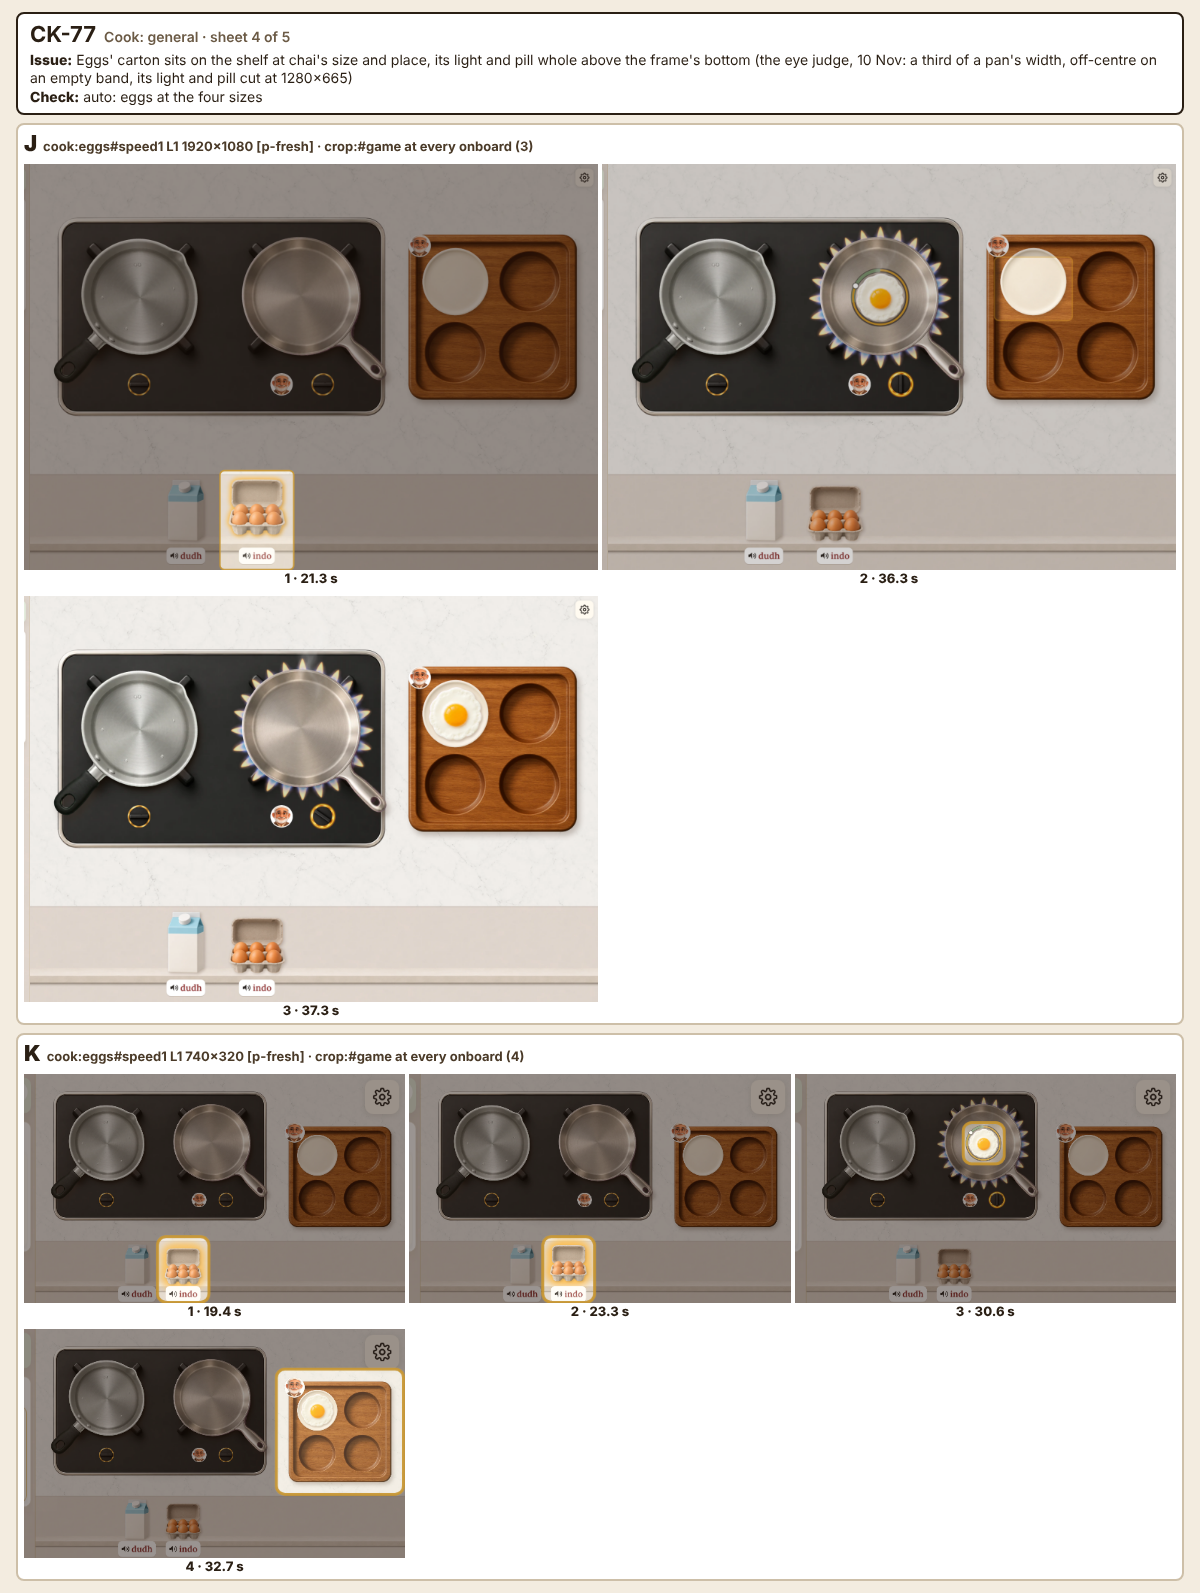 CK-77 Cook: general · sheet 4 of 5
Issue: Eggs' carton sits on the shelf at chai's size and place, its light and pill whole above the frame's bottom (the eye judge, 10 Nov: a third of a pan's width, off-centre on
an empty band, its light and pill cut at 1280×665)
Check: auto: eggs at the four sizes
J cook:eggs#speed1 L1 1920×1080 [p-fresh] · crop:#game at every onboard (3)
dudh
indo
dudh
indo
1 · 21.3 s
2 · 36.3 s
dudh
indo
3 · 37.3 s
K cook:eggs#speed1 L1 740×320 [p-fresh] · crop:#game at every onboard (4)
dudh
indo
dudh
indo
dudh
indo
1 · 19.4 s
2 · 23.3 s
3 · 30.6 s
dudh
indo
4 · 32.7 s